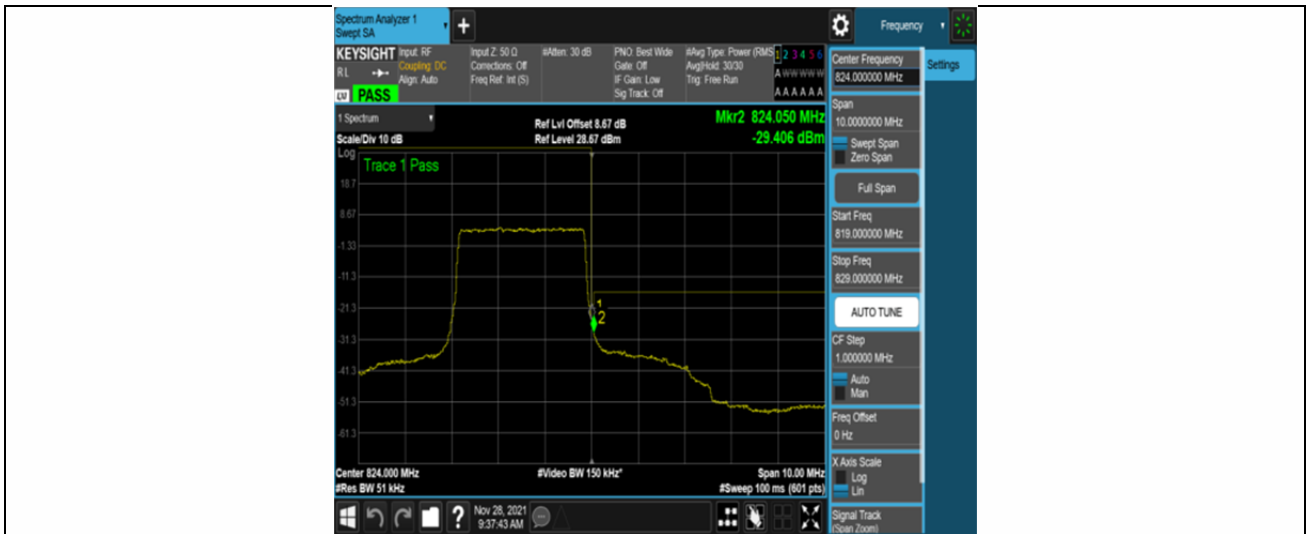 Spectrum Analyzer 1
Swept SA
Frequency
KEYSIGHT
Input: RF
Coupling: DC
Align: Auto
Input Z: 50 Ω
Corrections: Off
Freq Ref: Int (S)
#Atten: 30 dB
PNO: Best Wide
Gate: Off
IF Gain: Low
Sig Track: Off
#Avg Type: Power (RMS
Avg|Hold: 30/30
Trig: Free Run
1 2 3 4 5 6
A W W W W W
A A A A A A
R L
PASS
Center Frequency
824.000000 MHz
Settings
1 Spectrum
Scale/Div 10 dB
Ref Lvl Offset 8.67 dB
Ref Level 28.67 dBm
Mkr2 824.050 MHz
-29.406 dBm
Span
10.0000000 MHz
Swept Span
Zero Span
Full Span
Start Freq
819.000000 MHz
Stop Freq
829.000000 MHz
AUTO TUNE
CF Step
1.000000 MHz
Auto
Man
Freq Offset
0 Hz
X Axis Scale
Log
Lin
Signal Track
(Span Zoom)
Log
Trace 1 Pass
18.7
8.67
-1.33
-11.3
-21.3
-31.3
-41.3
-51.3
-61.3
1
2
Center 824.000 MHz
#Res BW 51 kHz
#Video BW 150 kHz*
Span 10.00 MHz
#Sweep 100 ms (601 pts)
?
Nov 28, 2021
9:37:43 AM